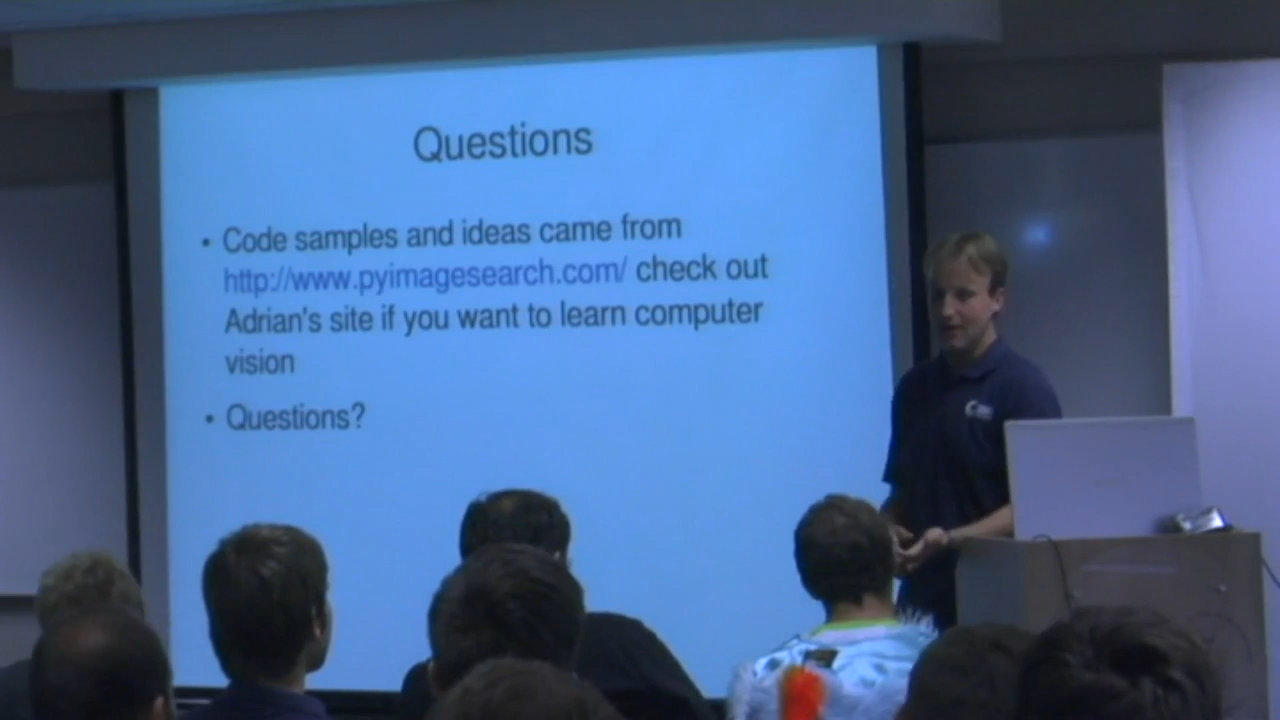 Questions
• Code samples and ideas came from
http://www.pyimagesearch.com/ check out
Adrian's site if you want to learn computer
vision
• Questions?